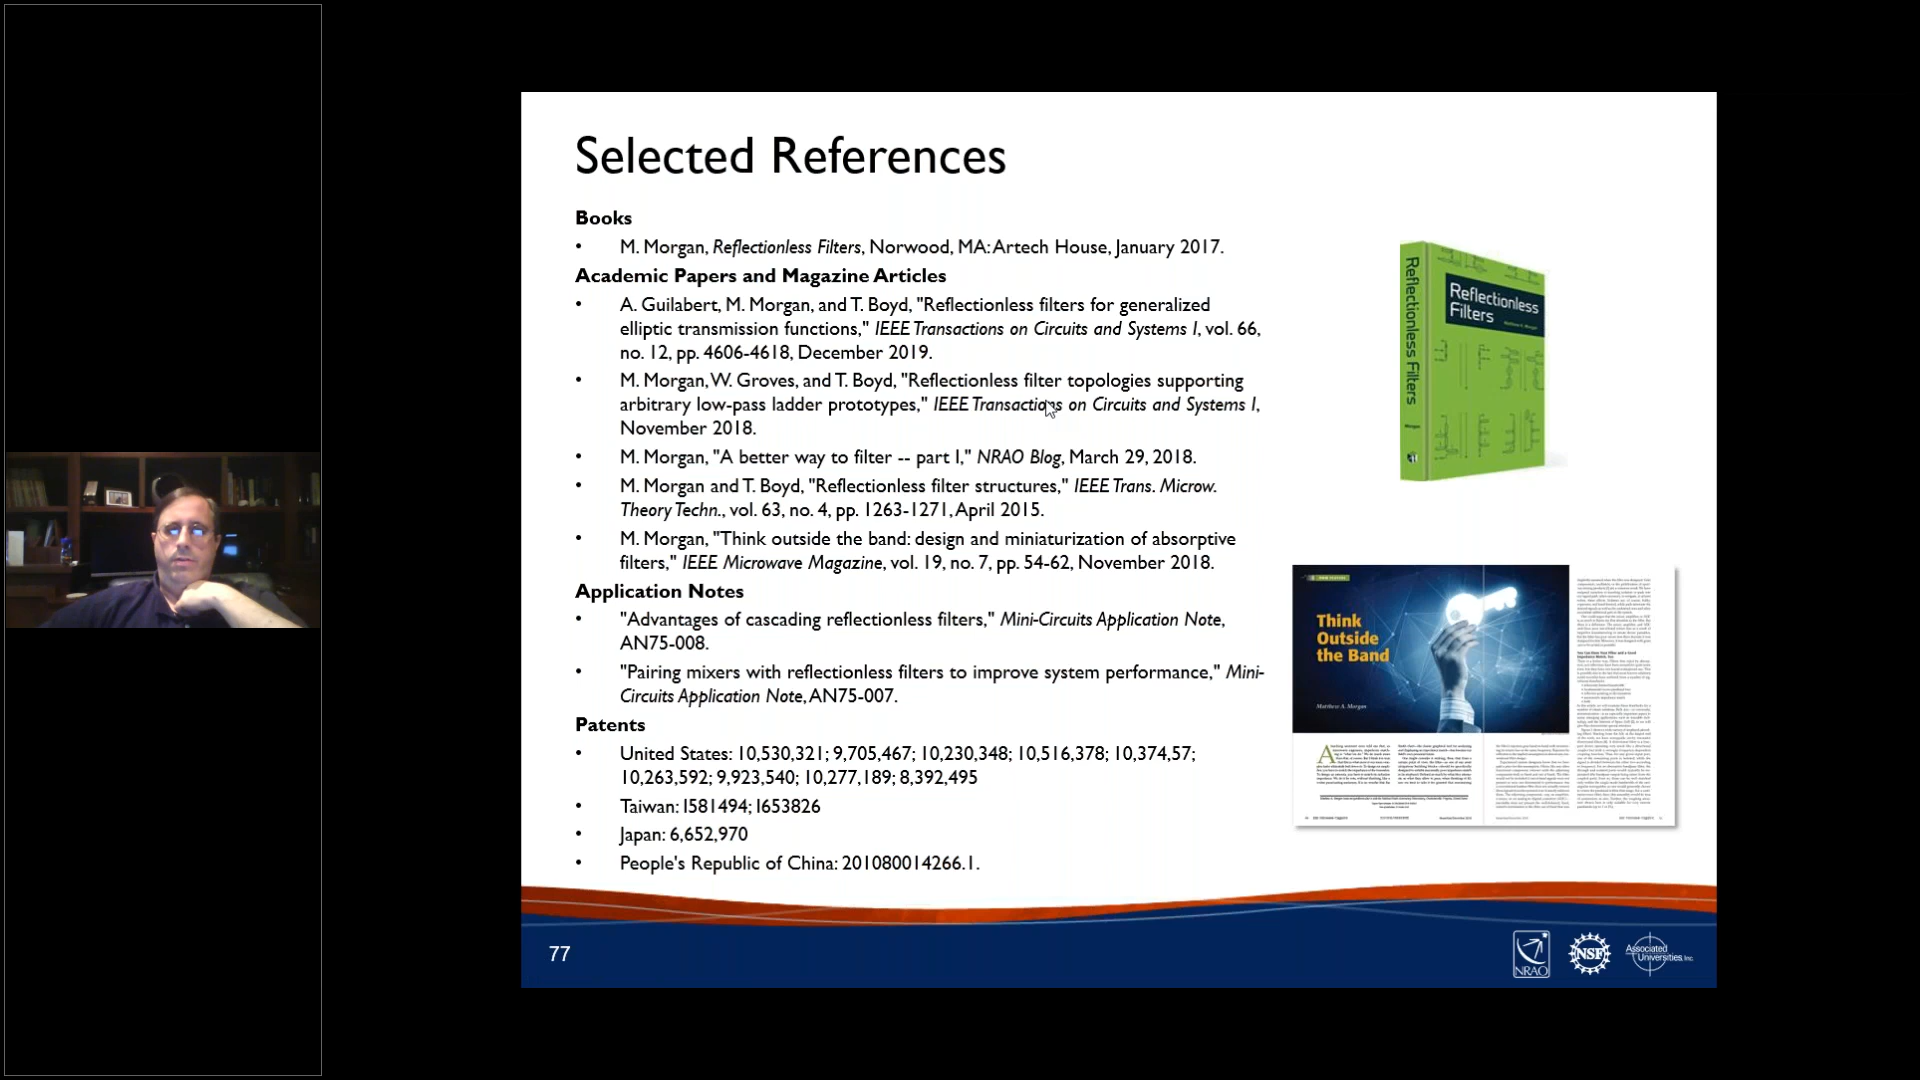 Selected References
Books
• M. Morgan, Reflectionless Filters, Norwood, MA: Artech House, January 2017.
Academic Papers and Magazine Articles
• A. Guilabert, M. Morgan, and T. Boyd, "Reflectionless filters for generalized
elliptic transmission functions," IEEE Transactions on Circuits and Systems I, vol. 66,
no. 12, pp. 4606-4618, December 2019.
• M. Morgan, W. Groves, and T. Boyd, "Reflectionless filter topologies supporting
arbitrary low-pass ladder prototypes," IEEE Transactions on Circuits and Systems I,
November 2018.
• M. Morgan, "A better way to filter -- part I," NRAO Blog, March 29, 2018.
• M. Morgan and T. Boyd, "Reflectionless filter structures," IEEE Trans. Microw.
Theory Techn., vol. 63, no. 4, pp. 1263-1271, April 2015.
• M. Morgan, "Think outside the band: design and miniaturization of absorptive
filters," IEEE Microwave Magazine, vol. 19, no. 7, pp. 54-62, November 2018.
Application Notes
• "Advantages of cascading reflectionless filters," Mini-Circuits Application Note,
AN75-008.
• "Pairing mixers with reflectionless filters to improve system performance," Mini-
Circuits Application Note, AN75-007.
Patents
• United States: 10,530,321; 9,705,467; 10,230,348; 10,516,378; 10,374,57;
10,263,592; 9,923,540; 10,277,189; 8,392,495
• Taiwan: I581494; I653826
• Japan: 6,652,970
• People's Republic of China: 201080014266.1.
Reflectionless Filters
Reflectionless
Filters
Matthew A. Morgan
Morgan
Think
Outside
the Band
Matthew A. Morgan
77
NRAO
NSF
Associated
Universities, Inc